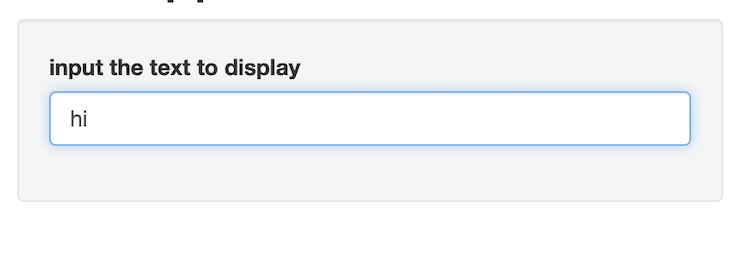 input the text to display
hi